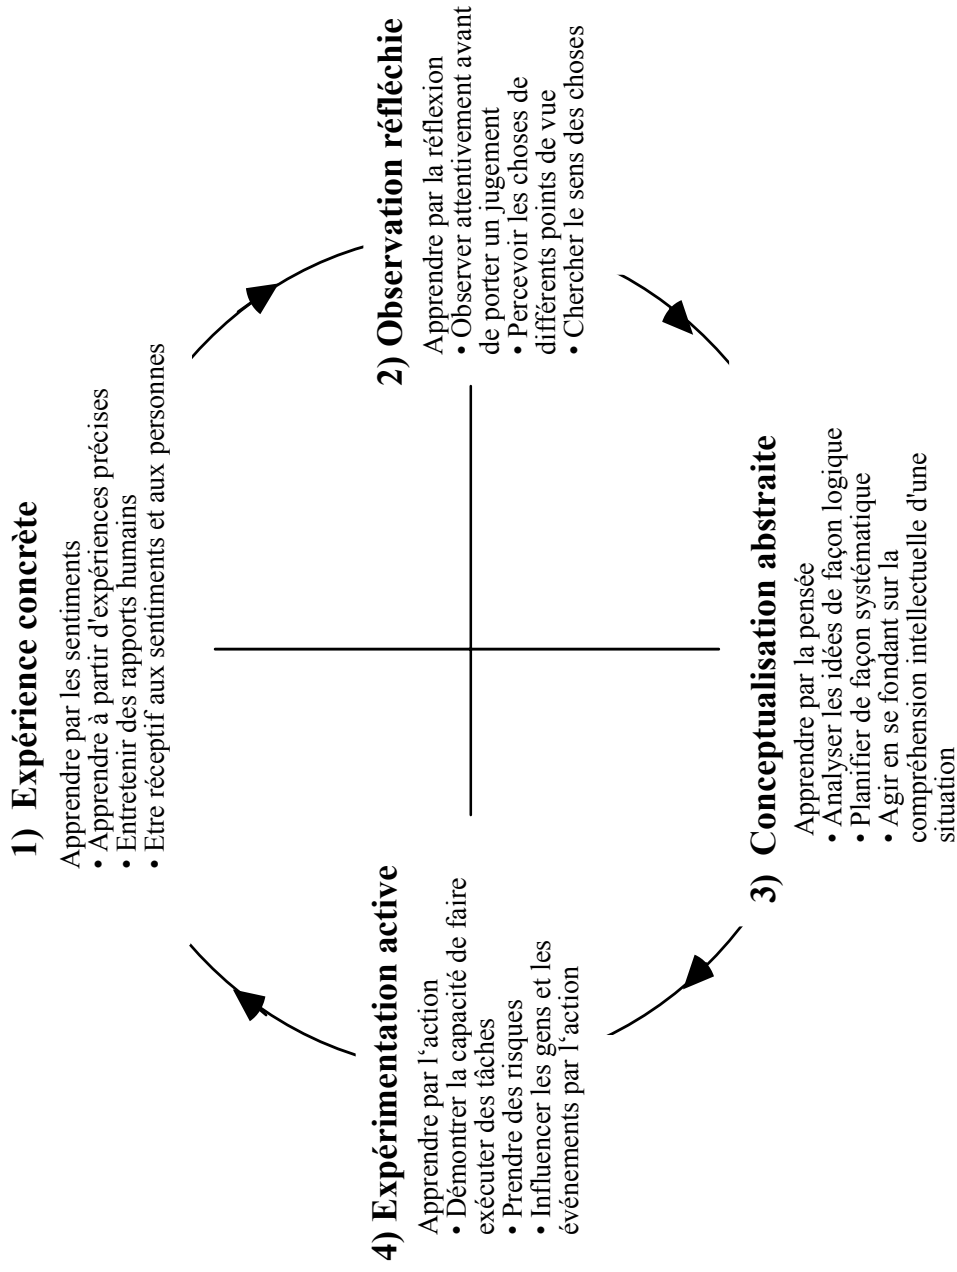 1) Expérience concrète
Apprendre par les sentiments
• Apprendre à partir d'expériences précises
• Entretenir des rapports humains
• Etre réceptif aux sentiments et aux personnes
2) Observation réfléchie
Apprendre par la réflexion
• Observer attentivement avant
de porter un jugement
• Percevoir les choses de
différents points de vue
• Chercher le sens des choses
3) Conceptualisation abstraite
Apprendre par la pensée
• Analyser les idées de façon logique
• Planifier de façon systématique
• Agir en se fondant sur la
compréhension intellectuelle d'une
situation
4) Expérimentation active
Apprendre par l‘action
• Démontrer la capacité de faire
exécuter des tâches
• Prendre des risques
• Influencer les gens et les
événements par l‘action